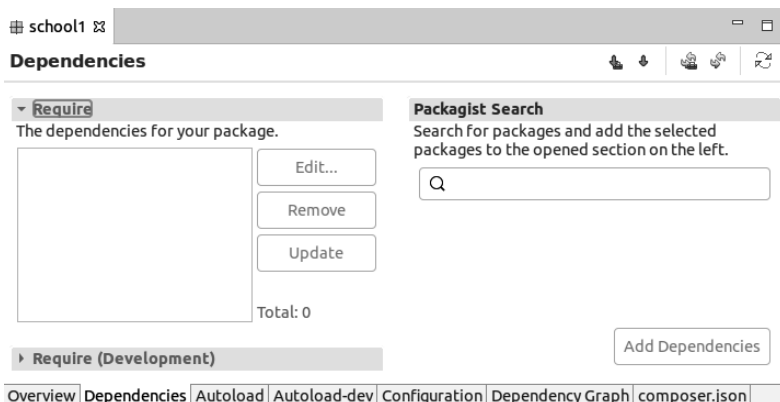 school1
Dependencies
Require
The dependencies for your package.
Edit...
Remove
Update
Total: 0
Require (Development)
Packagist Search
Search for packages and add the selected
packages to the opened section on the left.
Add Dependencies
Overview Dependencies Autoload Autoload-dev Configuration Dependency Graph composer.json